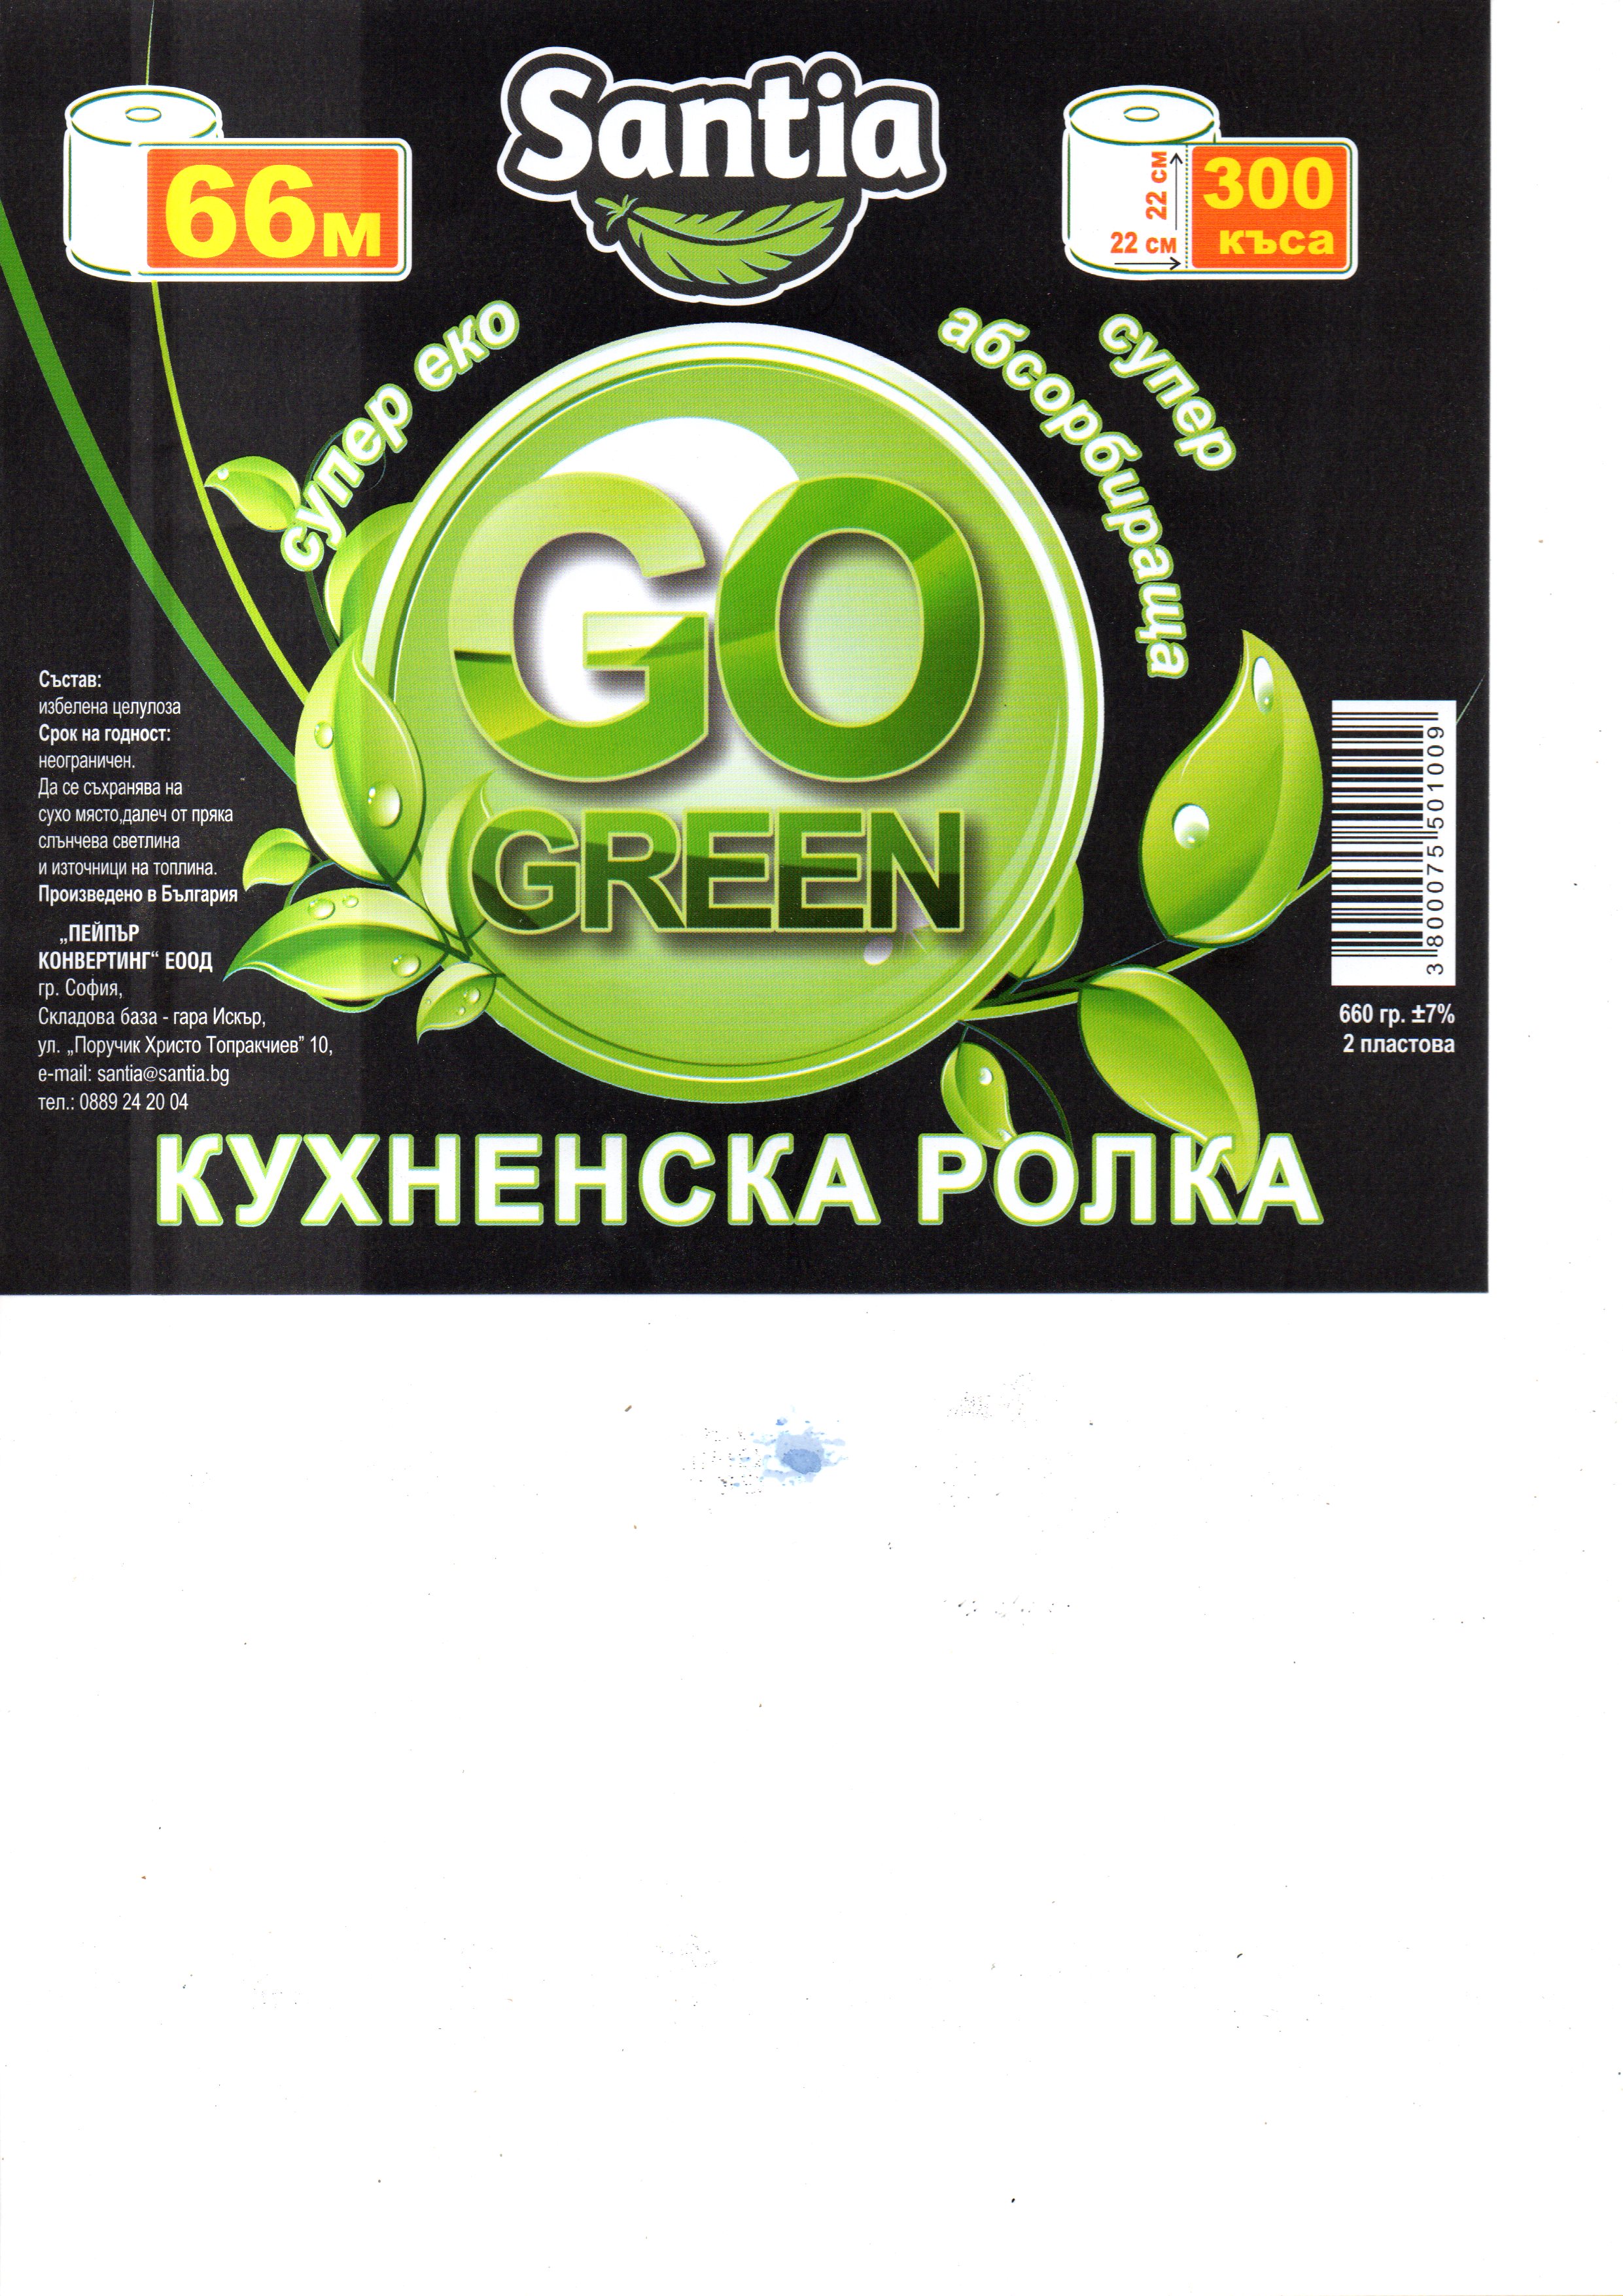 Santia
66м
22 см
22 см
300
къса
супер еко
супер
абсорбираща
GO
GREEN
Състав:
избелена целулоза
Срок на годност:
неограничен.
Да се съхранява на
сухо място,далеч от пряка
слънчева светлина
и източници на топлина.
Произведено в България
„ПЕЙПЪР
КОНВЕРТИНГ“ ЕООД
гр. София,
Складова база - гара Искър,
ул. „Поручик Христо Топракчиев” 10,
e-mail: santia@santia.bg
тел.: 0889 24 20 04
3 800075 501009
660 гр. ±7%
2 пластова
КУХНЕНСКА РОЛКА